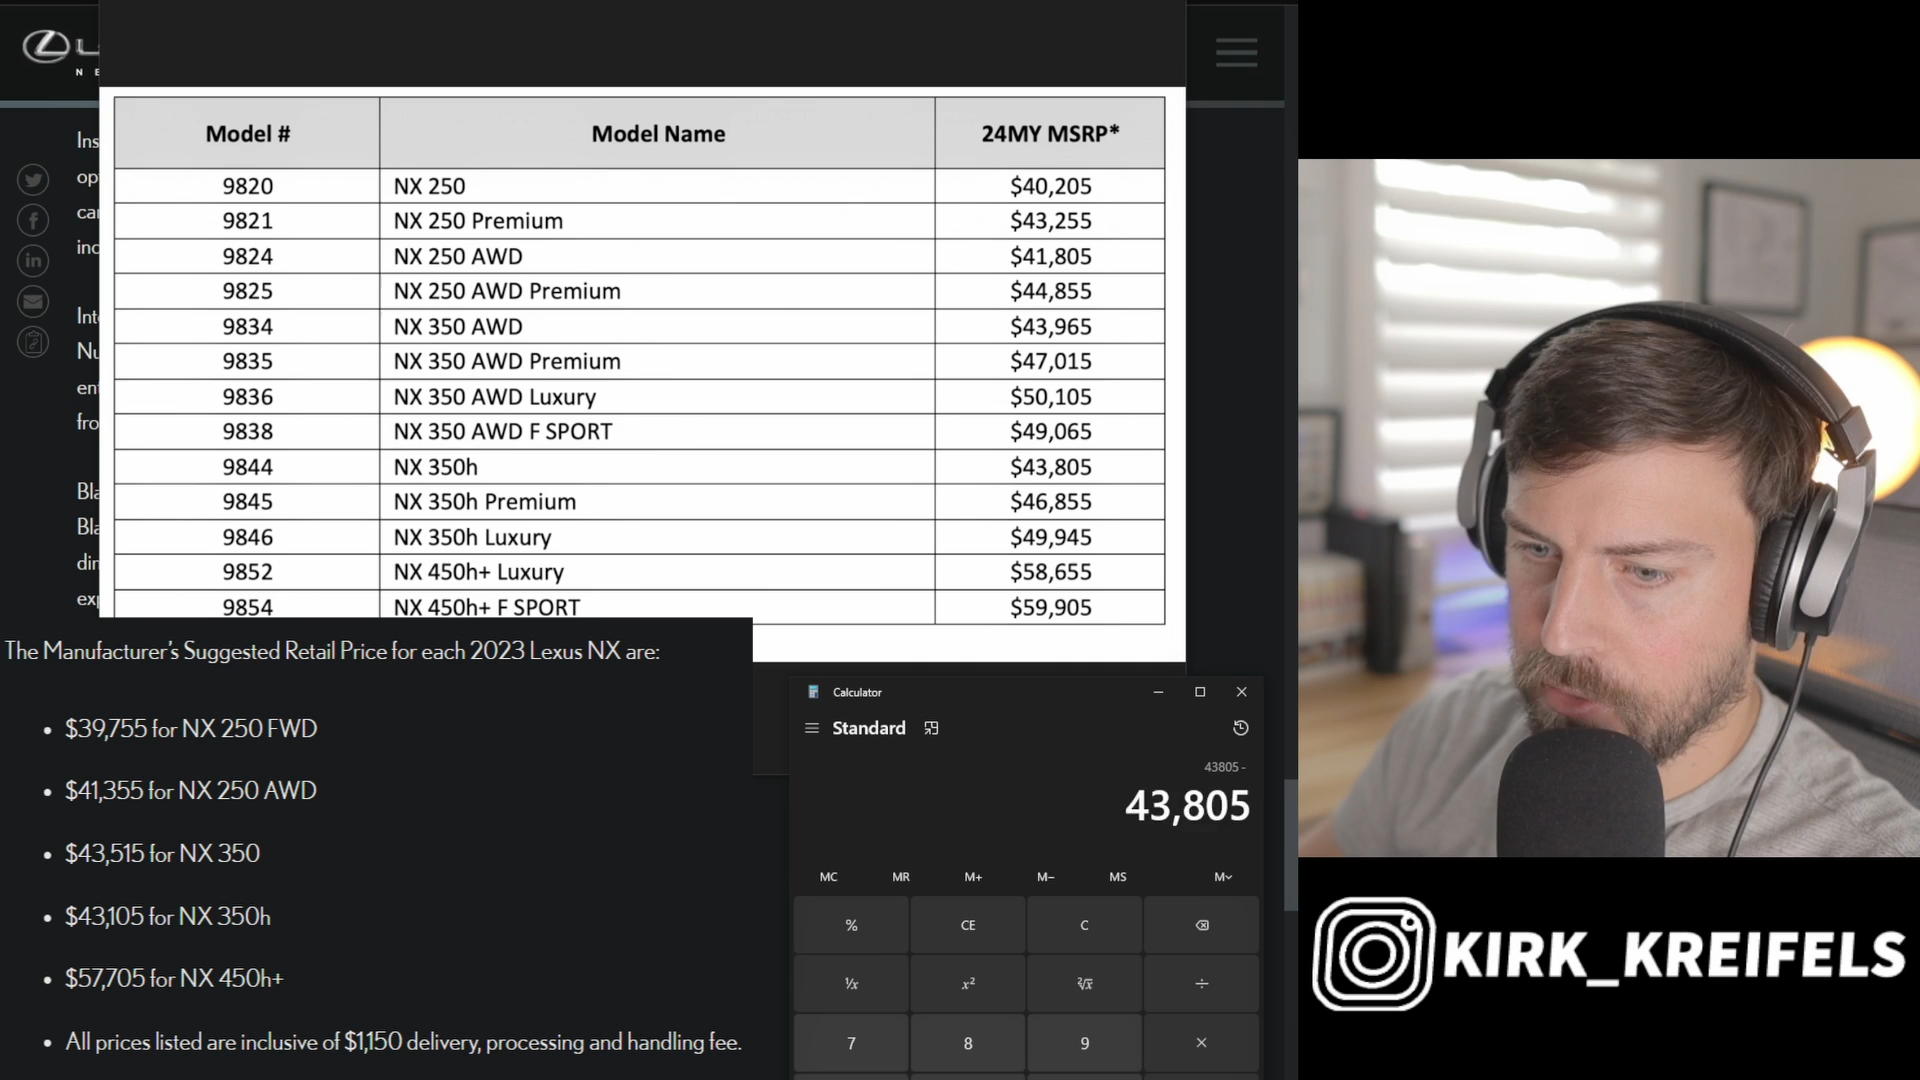 Model # Model Name 24MY MSRP*
9820 NX 250 $40,205
9821 NX 250 Premium $43,255
9824 NX 250 AWD $41,805
9825 NX 250 AWD Premium $44,855
9834 NX 350 AWD $43,965
9835 NX 350 AWD Premium $47,015
9836 NX 350 AWD Luxury $50,105
9838 NX 350 AWD F SPORT $49,065
9844 NX 350h $43,805
9845 NX 350h Premium $46,855
9846 NX 350h Luxury $49,945
9852 NX 450h+ Luxury $58,655
9854 NX 450h+ F SPORT $59,905
The Manufacturer's Suggested Retail Price for each 2023 Lexus NX are:
• $39,755 for NX 250 FWD
• $41,355 for NX 250 AWD
• $43,515 for NX 350
• $43,105 for NX 350h
• $57,705 for NX 450h+
• All prices listed are inclusive of $1,150 delivery, processing and handling fee.
Calculator
Standard
43805 -
43,805
MC MR M+ M− MS M˅
% CE C
¹/x x² ²√x ÷
7 8 9 ×
KIRK_KREIFELS